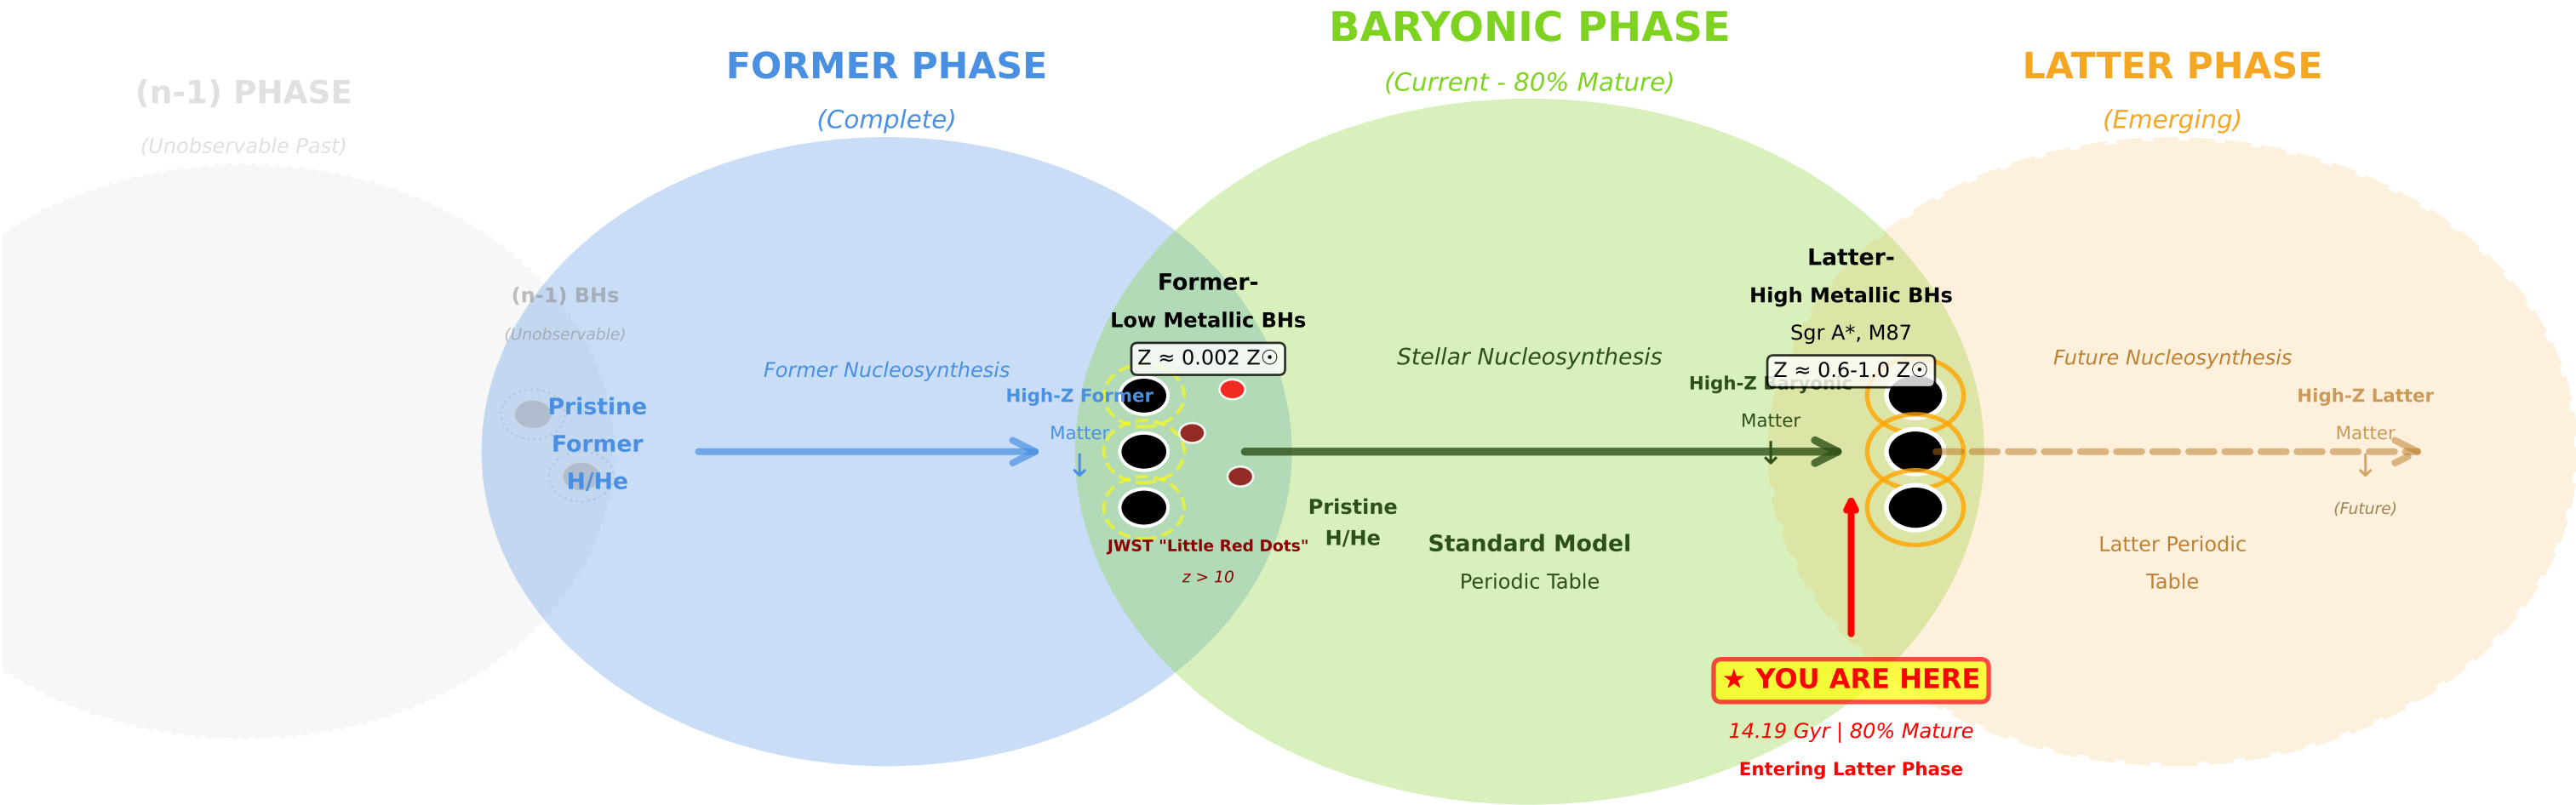 (n-1) PHASE
(Unobservable Past)
(n-1) BHs
(Unobservable)
FORMER PHASE
(Complete)
Former Nucleosynthesis
Pristine
Former
H/He
High-Z Former
Matter
↓
BARYONIC PHASE
(Current - 80% Mature)
Former-
Low Metallic BHs
Z ≈ 0.002 Z☉
JWST "Little Red Dots"
z > 10
Stellar Nucleosynthesis
Pristine
H/He
Standard Model
Periodic Table
High-Z Baryonic
Matter
↓
Latter-
High Metallic BHs
Sgr A*, M87
Z ≈ 0.6-1.0 Z☉
★ YOU ARE HERE
14.19 Gyr | 80% Mature
Entering Latter Phase
LATTER PHASE
(Emerging)
Future Nucleosynthesis
High-Z Latter
Matter
↓
(Future)
Latter Periodic
Table